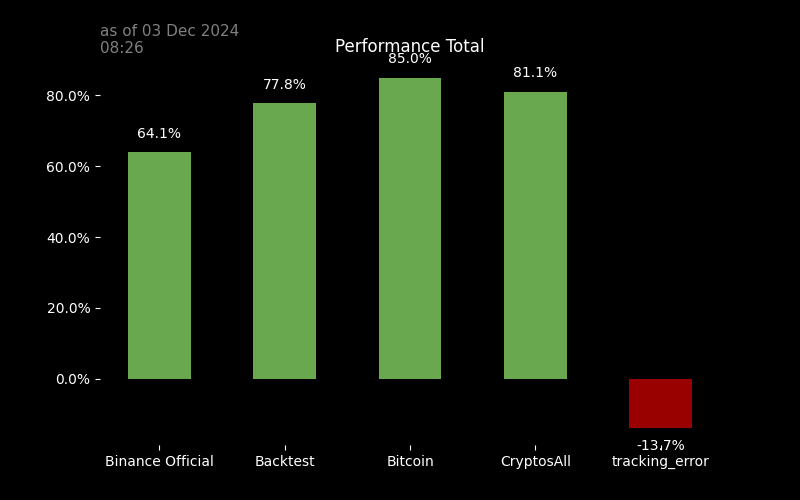 as of 03 Dec 2024
08:26
Performance Total
85.0%
81.1%
77.8%
64.1%
80.0%
60.0%
40.0%
20.0%
0.0%
-13.7%
Binance Official
Backtest
Bitcoin
CryptosAll
tracking_error